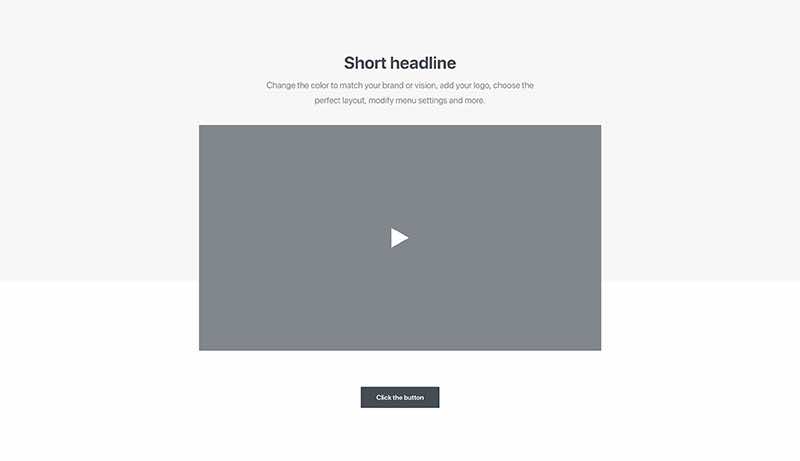 Short headline
Change the color to match your brand or vision, add your logo, choose the
perfect layout, modify menu settings and more.
Click the button